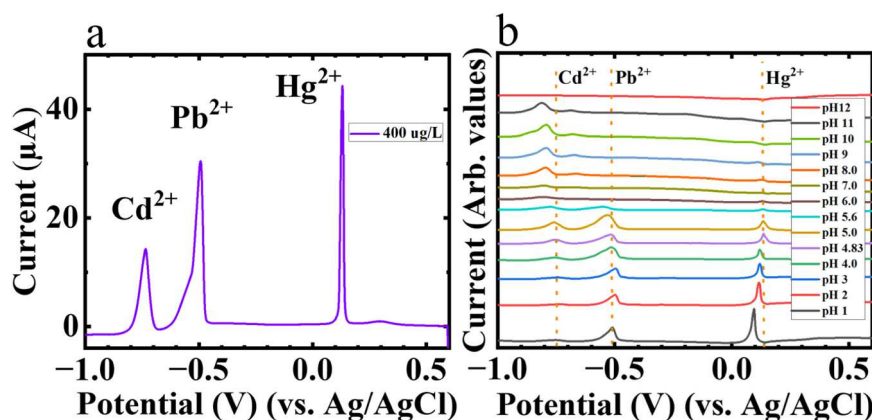 a
Current (µA)
40
20
0
Cd²⁺
Pb²⁺
Hg²⁺
400 ug/L
−1.0
−0.5
0.0
0.5
Potential (V) (vs. Ag/AgCl)
b
Current (Arb. values)
Cd²⁺
Pb²⁺
Hg²⁺
pH12
pH 11
pH 10
pH 9
pH 8.0
pH 7.0
pH 6.0
pH 5.6
pH 5.0
pH 4.83
pH 4.0
pH 3
pH 2
pH 1
−1.0
−0.5
0.0
0.5
Potential (V) (vs. Ag/AgCl)